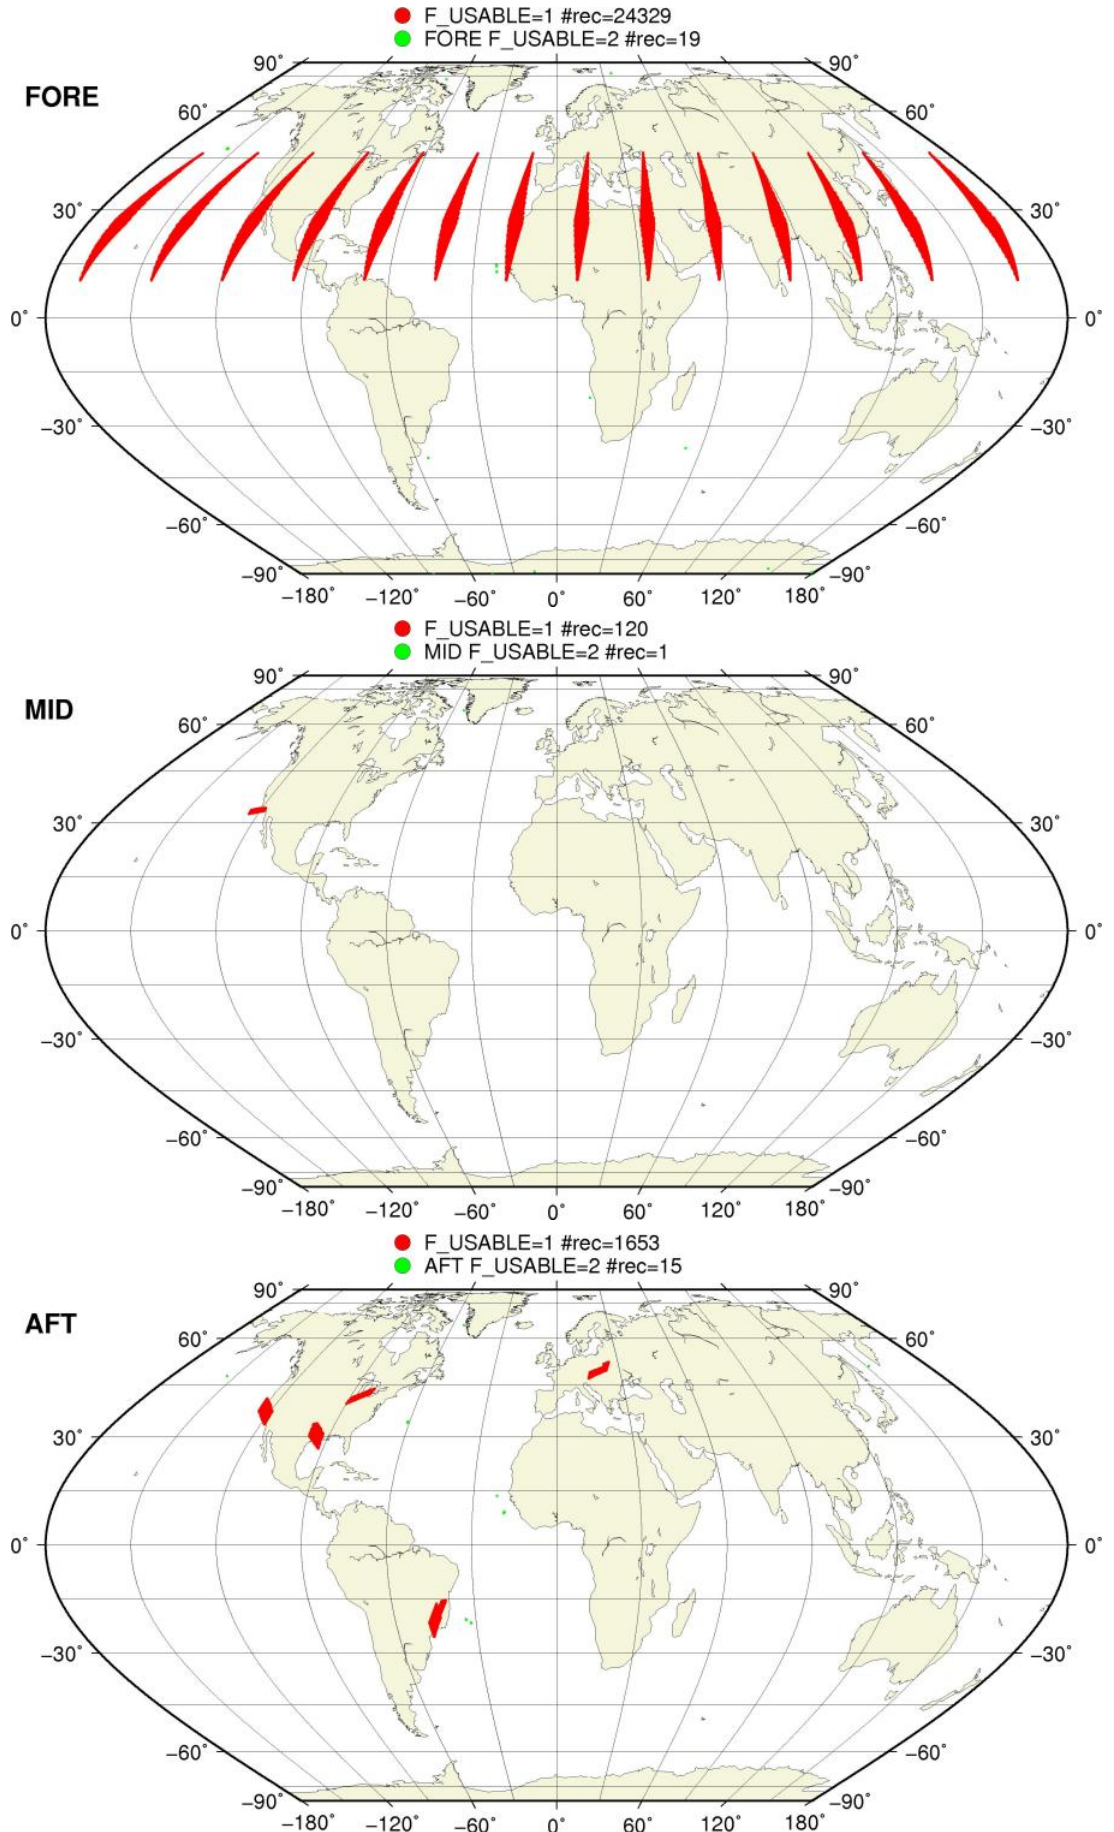 F_USABLE=1 #rec=24329
FORE F_USABLE=2 #rec=19
FORE
90° 90°
60° 60°
30° 30°
0° 0°
−30° −30°
−60° −60°
−90° −90°
−180° −120° −60° 0° 60° 120° 180°
F_USABLE=1 #rec=120
MID F_USABLE=2 #rec=1
MID
90° 90°
60° 60°
30° 30°
0° 0°
−30° −30°
−60° −60°
−90° −90°
−180° −120° −60° 0° 60° 120° 180°
F_USABLE=1 #rec=1653
AFT F_USABLE=2 #rec=15
AFT
90° 90°
60° 60°
30° 30°
0° 0°
−30° −30°
−60° −60°
−90° −90°
−180° −120° −60° 0° 60° 120° 180°